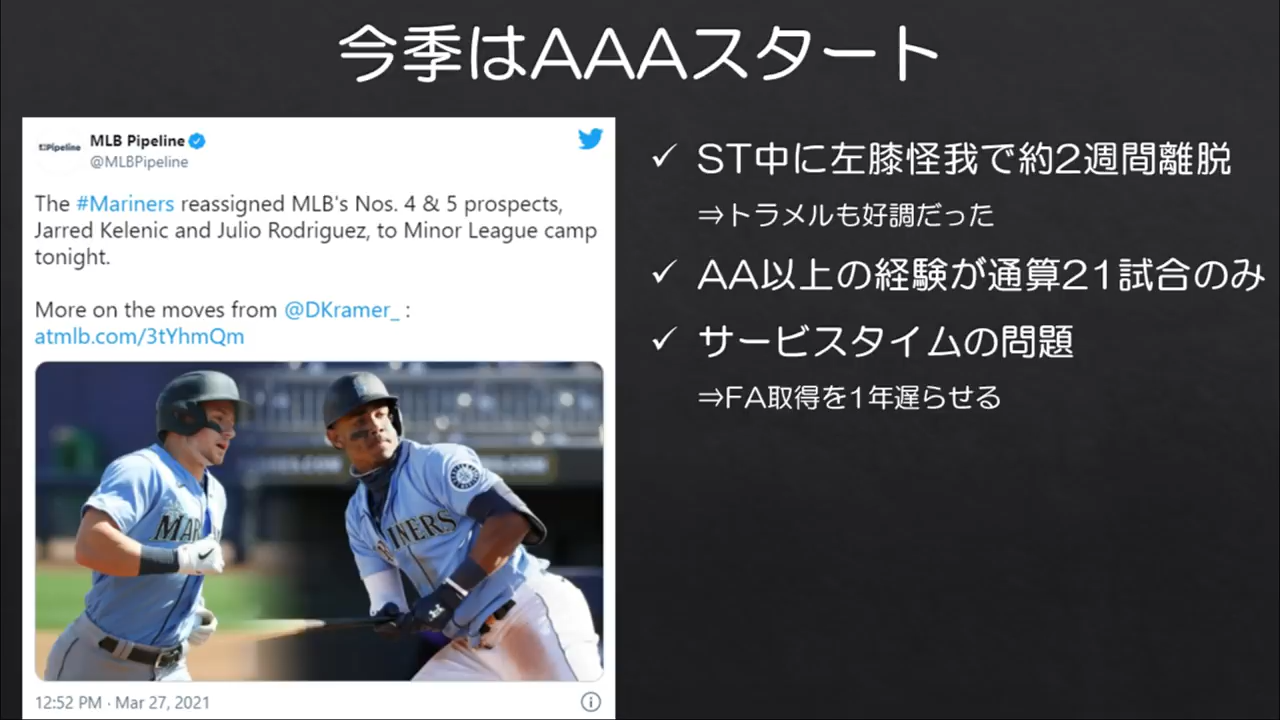 今季はAAAスタート
Pipeline
MLB Pipeline
@MLBPipeline
The #Mariners reassigned MLB's Nos. 4 & 5 prospects,
Jarred Kelenic and Julio Rodriguez, to Minor League camp
tonight.
More on the moves from @DKramer_ :
atmlb.com/3tYhmQm
MAR
INERS
12:52 PM · Mar 27, 2021
✓ ST中に左膝怪我で約2週間離脱
⇒トラメルも好調だった
✓ AA以上の経験が通算21試合のみ
✓ サービスタイムの問題
⇒FA取得を1年遅らせる